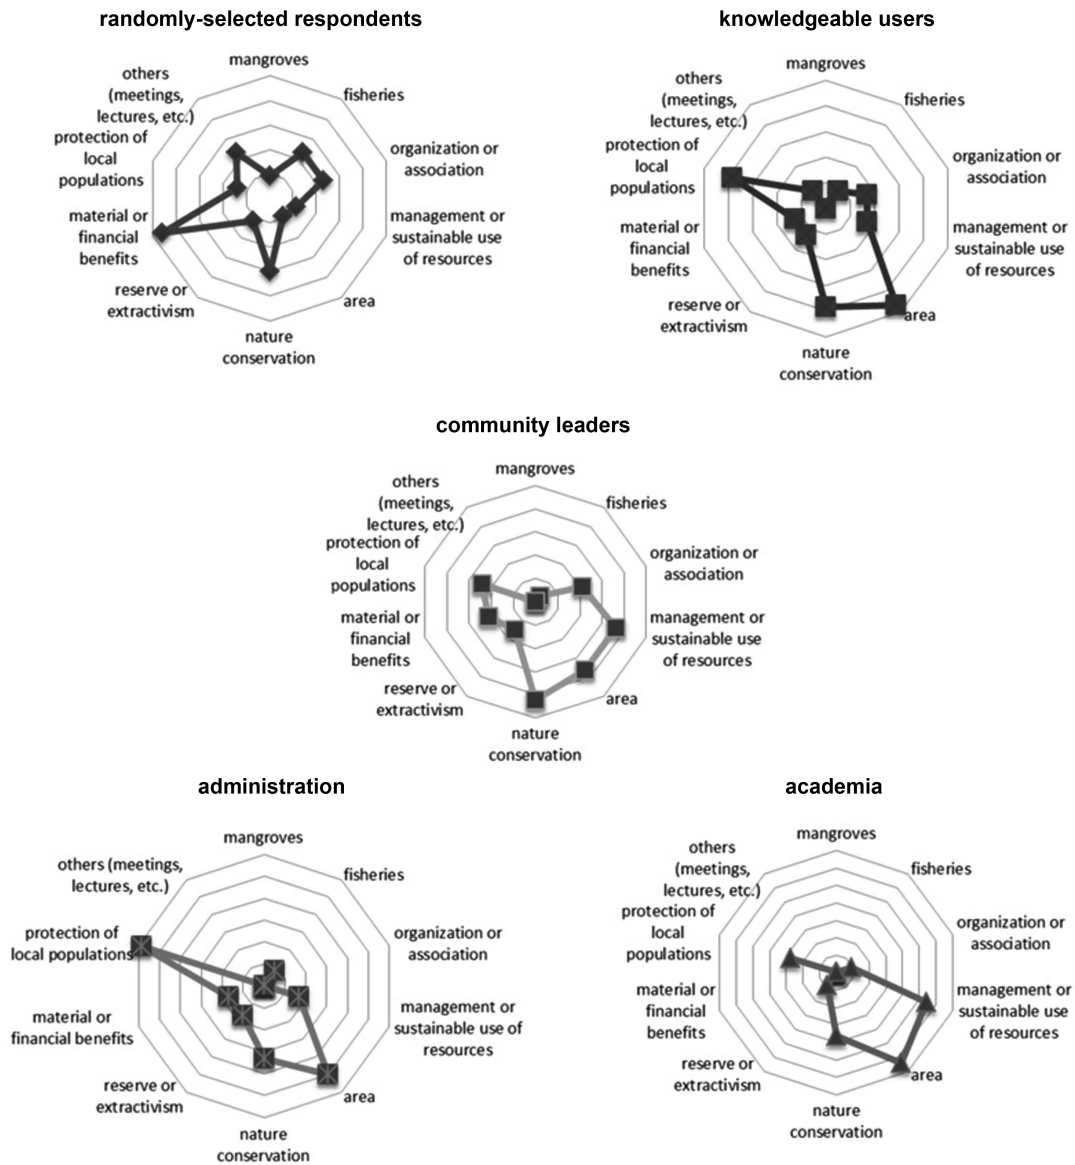 randomly-selected respondents
mangroves
fisheries
organization or
association
management or
sustainable use
of resources
area
nature
conservation
reserve or
extractivism
material or
financial
benefits
protection of
local
populations
others
(meetings,
lectures, etc.)
knowledgeable users
mangroves
fisheries
organization or
association
management or
sustainable use
of resources
area
nature
conservation
reserve or
extractivism
material or
financial
benefits
protection of
local
populations
others
(meetings,
lectures, etc.)
community leaders
mangroves
fisheries
organization or
association
management or
sustainable use
of resources
area
nature
conservation
reserve or
extractivism
material or
financial
benefits
protection of
local
populations
others
(meetings,
lectures, etc.)
administration
mangroves
fisheries
organization or
association
management or
sustainable use of
resources
area
nature
conservation
reserve or
extractivism
material or
financial benefits
protection of
local populations
others (meetings,
lectures, etc.)
academia
mangroves
fisheries
organization or
association
management or
sustainable use
of resources
area
nature
conservation
reserve or
extractivism
material or
financial
benefits
protection of
local
populations
others
(meetings,
lectures, etc.)